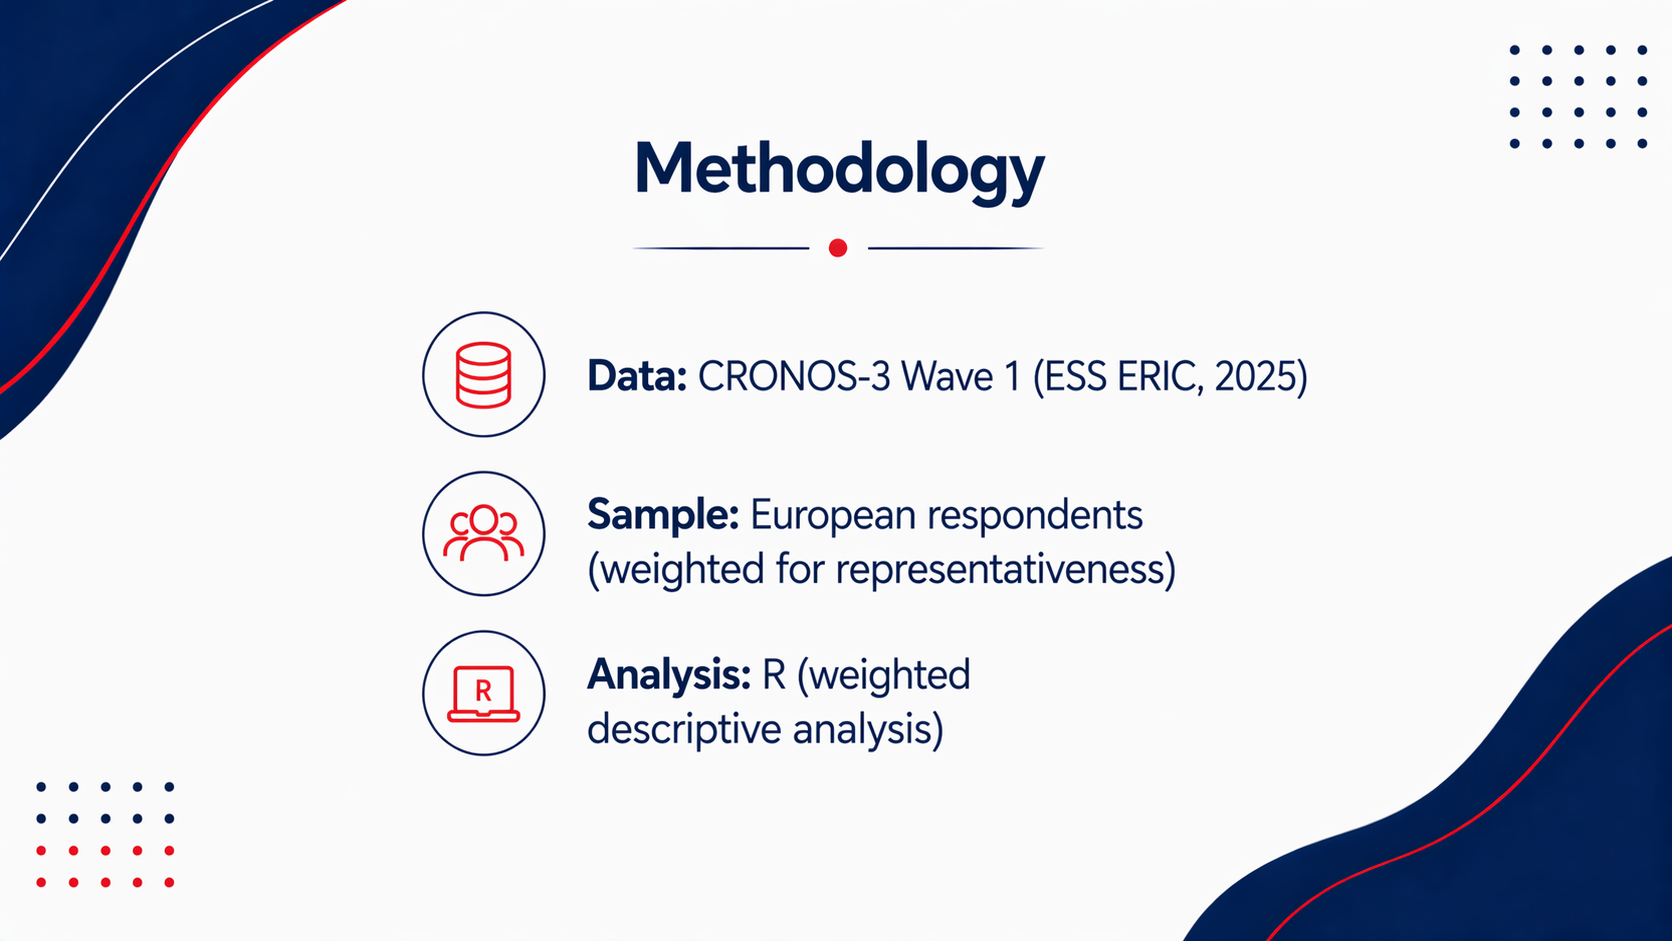 Methodology
Data: CRONOS-3 Wave 1 (ESS ERIC, 2025)
Sample: European respondents
(weighted for representativeness)
R
Analysis: R (weighted
descriptive analysis)